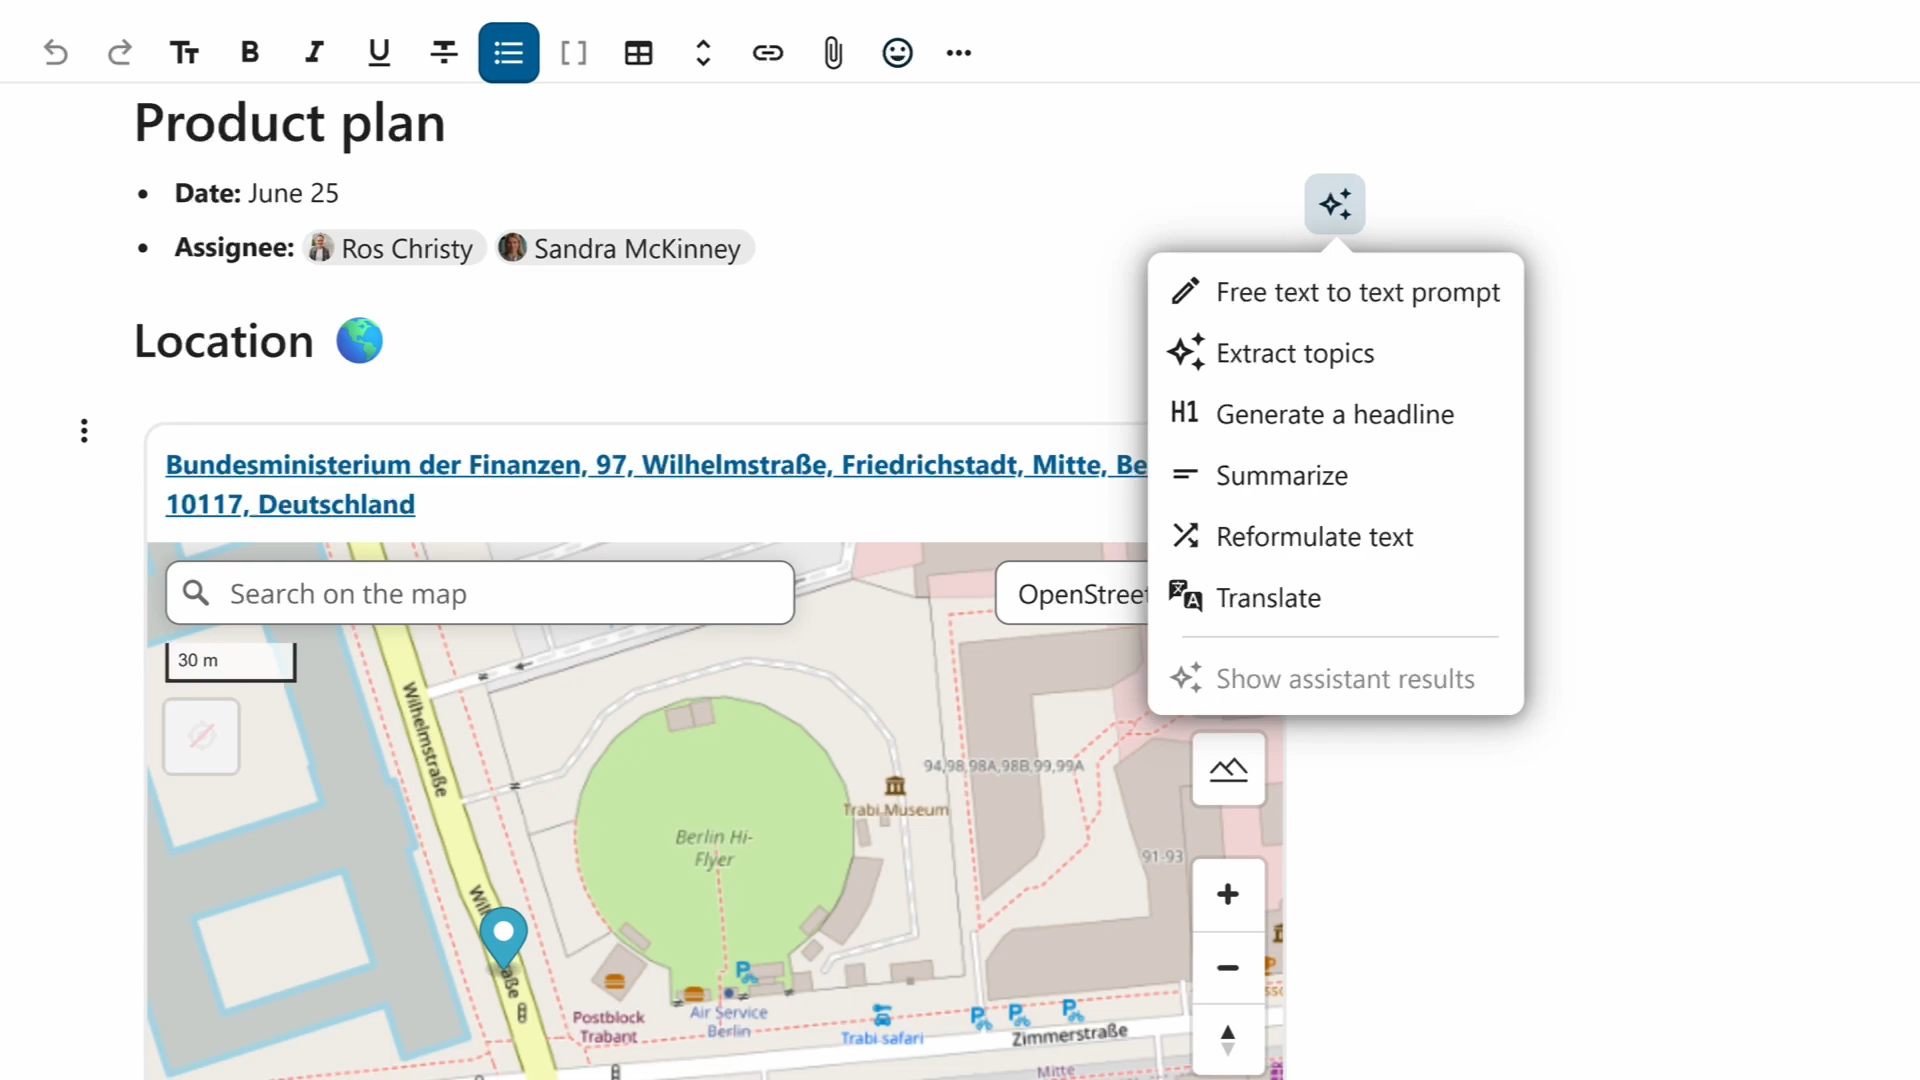 Product plan
Date: June 25
Assignee: Ros Christy Sandra McKinney
Location
Bundesministerium der Finanzen, 97, Wilhelmstraße, Friedrichstadt, Mitte, Be
10117, Deutschland
Search on the map
OpenStreet
30 m
Free text to text prompt
Extract topics
H1 Generate a headline
Summarize
Reformulate text
Translate
Show assistant results
Wilhelmstraße
94,98,98A,98B,99,99A
Trabi Museum
Berlin Hi-
Flyer
91-93
Postblock
Trabant
Air Service
Berlin
Trabi safari
Zimmerstraße
Mitte